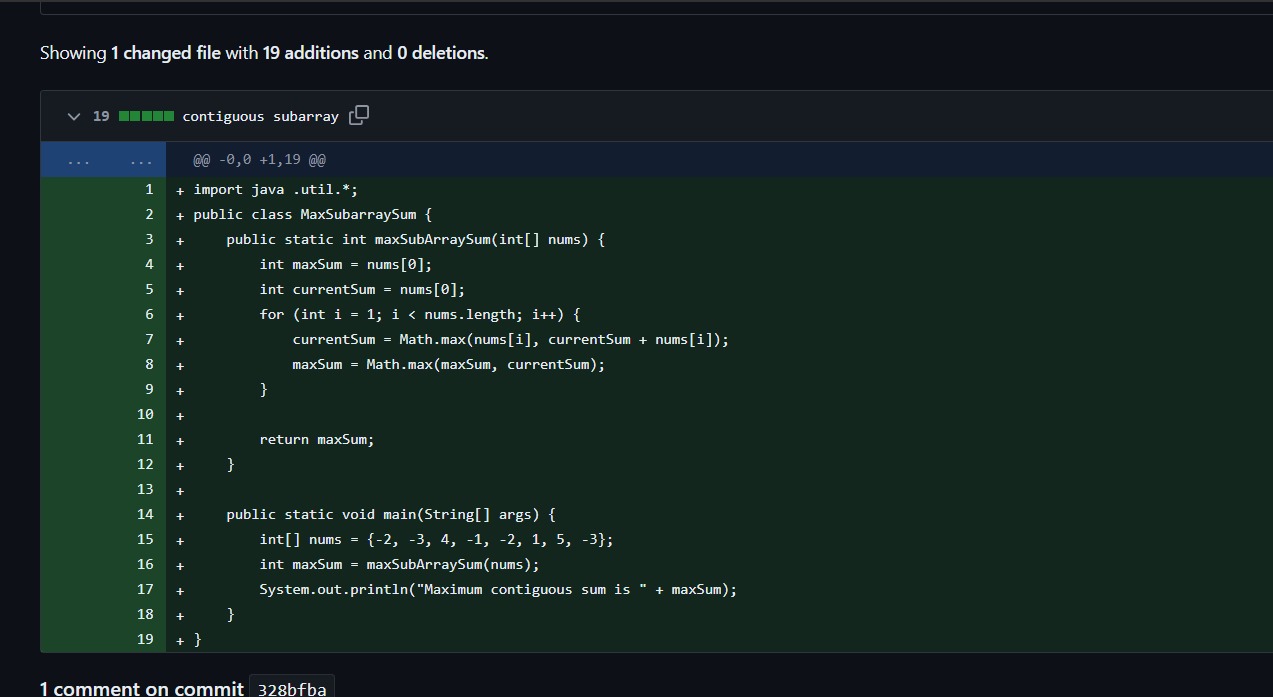 Showing 1 changed file with 19 additions and 0 deletions.
19 contiguous subarray
... ... @@ -0,0 +1,19 @@
1 + import java .util.*;
2 + public class MaxSubarraySum {
3 +     public static int maxSubArraySum(int[] nums) {
4 +         int maxSum = nums[0];
5 +         int currentSum = nums[0];
6 +         for (int i = 1; i < nums.length; i++) {
7 +             currentSum = Math.max(nums[i], currentSum + nums[i]);
8 +             maxSum = Math.max(maxSum, currentSum);
9 +         }
10 +
11 +         return maxSum;
12 +     }
13 +
14 +     public static void main(String[] args) {
15 +         int[] nums = {-2, -3, 4, -1, -2, 1, 5, -3};
16 +         int maxSum = maxSubArraySum(nums);
17 +         System.out.println("Maximum contiguous sum is " + maxSum);
18 +     }
19 + }
1 comment on commit 328bfba